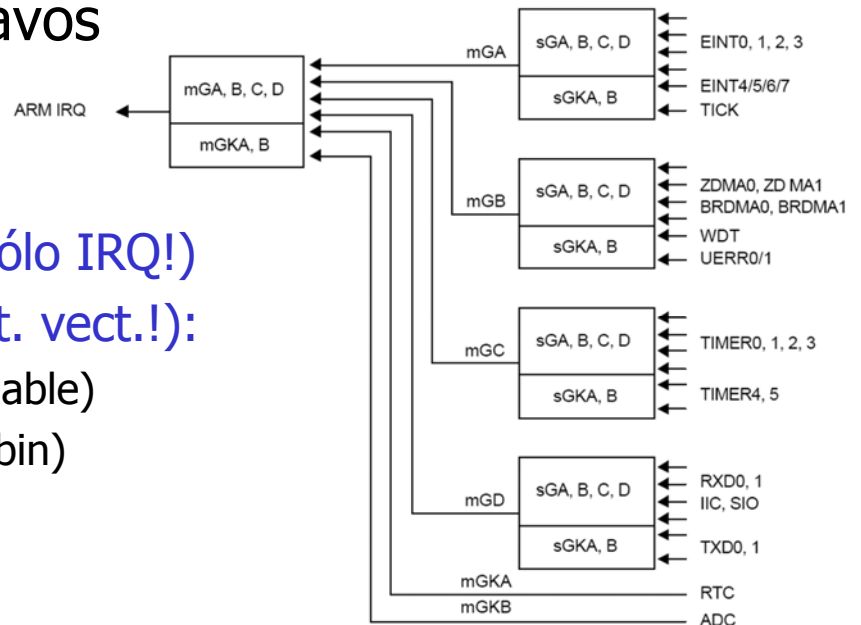 avos
ólo IRQ!)
t. vect.!):
able)
bin)
ARM IRQ
mGA, B, C, D
mGKA, B
mGA
sGA, B, C, D
sGKA, B
EINT0, 1, 2, 3
EINT4/5/6/7
TICK
mGB
sGA, B, C, D
sGKA, B
ZDMA0, ZD MA1
BRDMA0, BRDMA1
WDT
UERR0/1
mGC
sGA, B, C, D
sGKA, B
TIMER0, 1, 2, 3
TIMER4, 5
mGD
sGA, B, C, D
sGKA, B
RXD0, 1
IIC, SIO
TXD0, 1
mGKA
RTC
mGKB
ADC